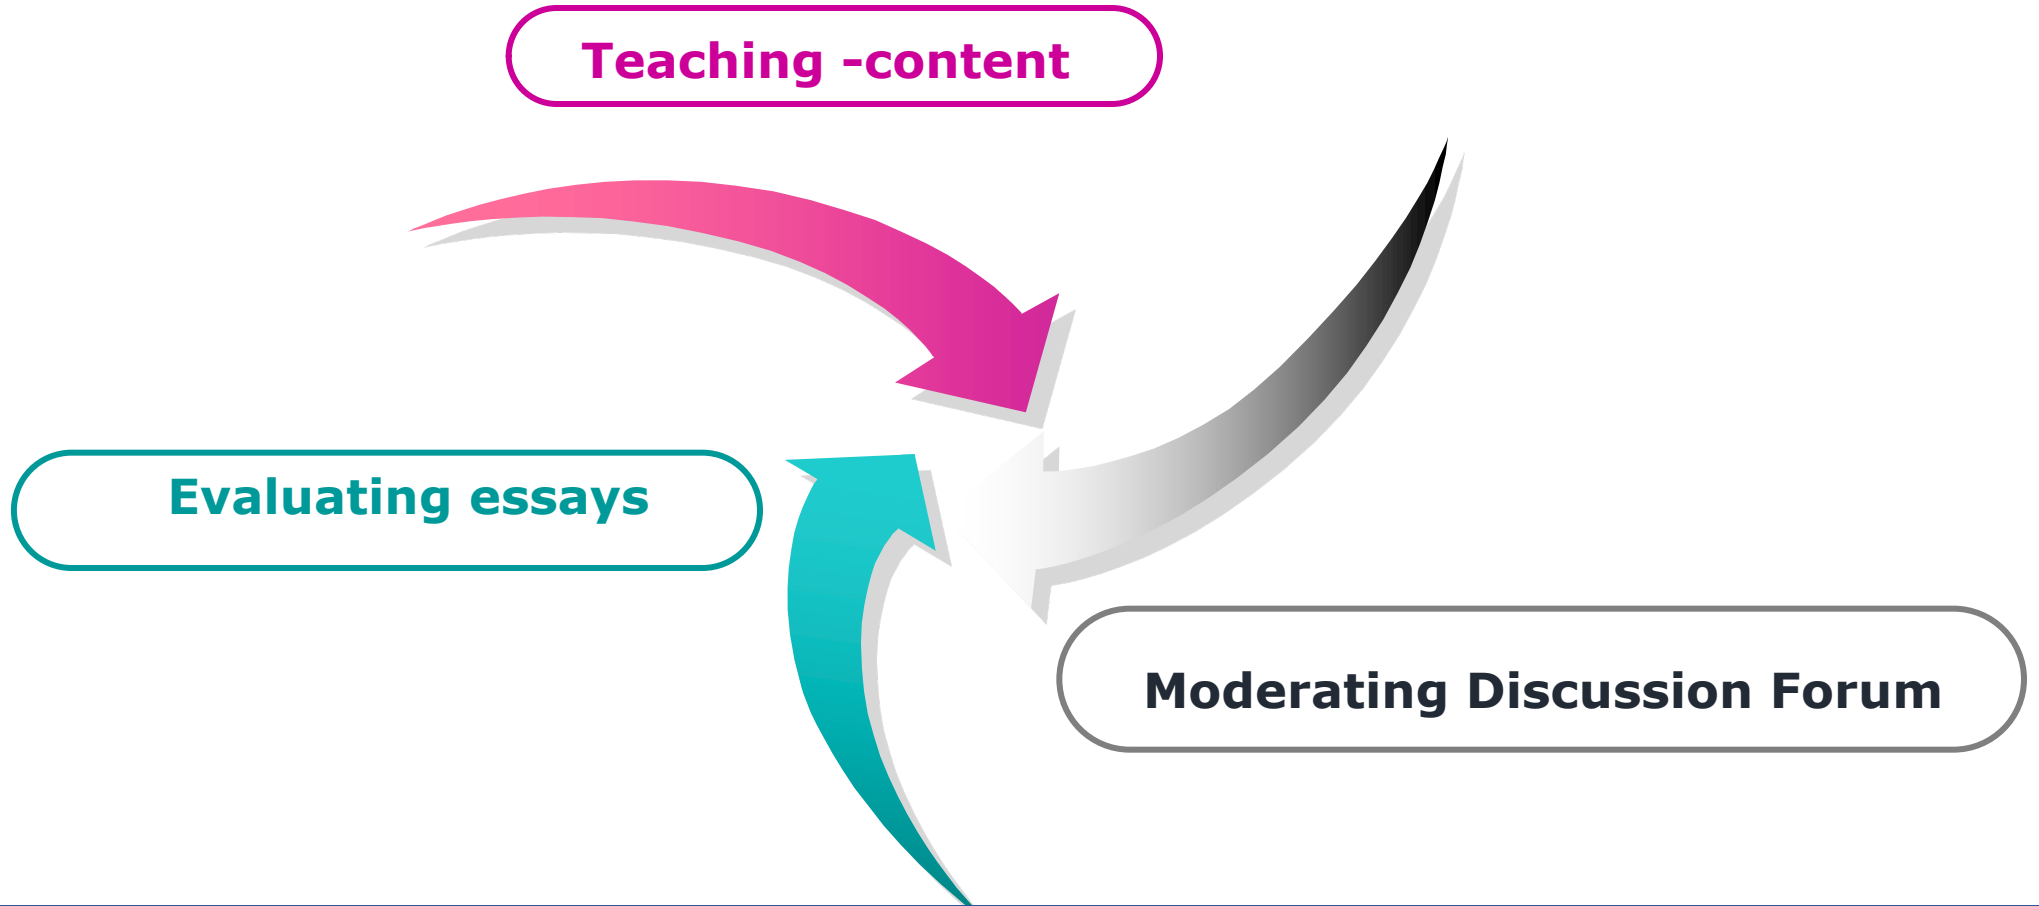 Teaching -content
Evaluating essays
Moderating Discussion Forum